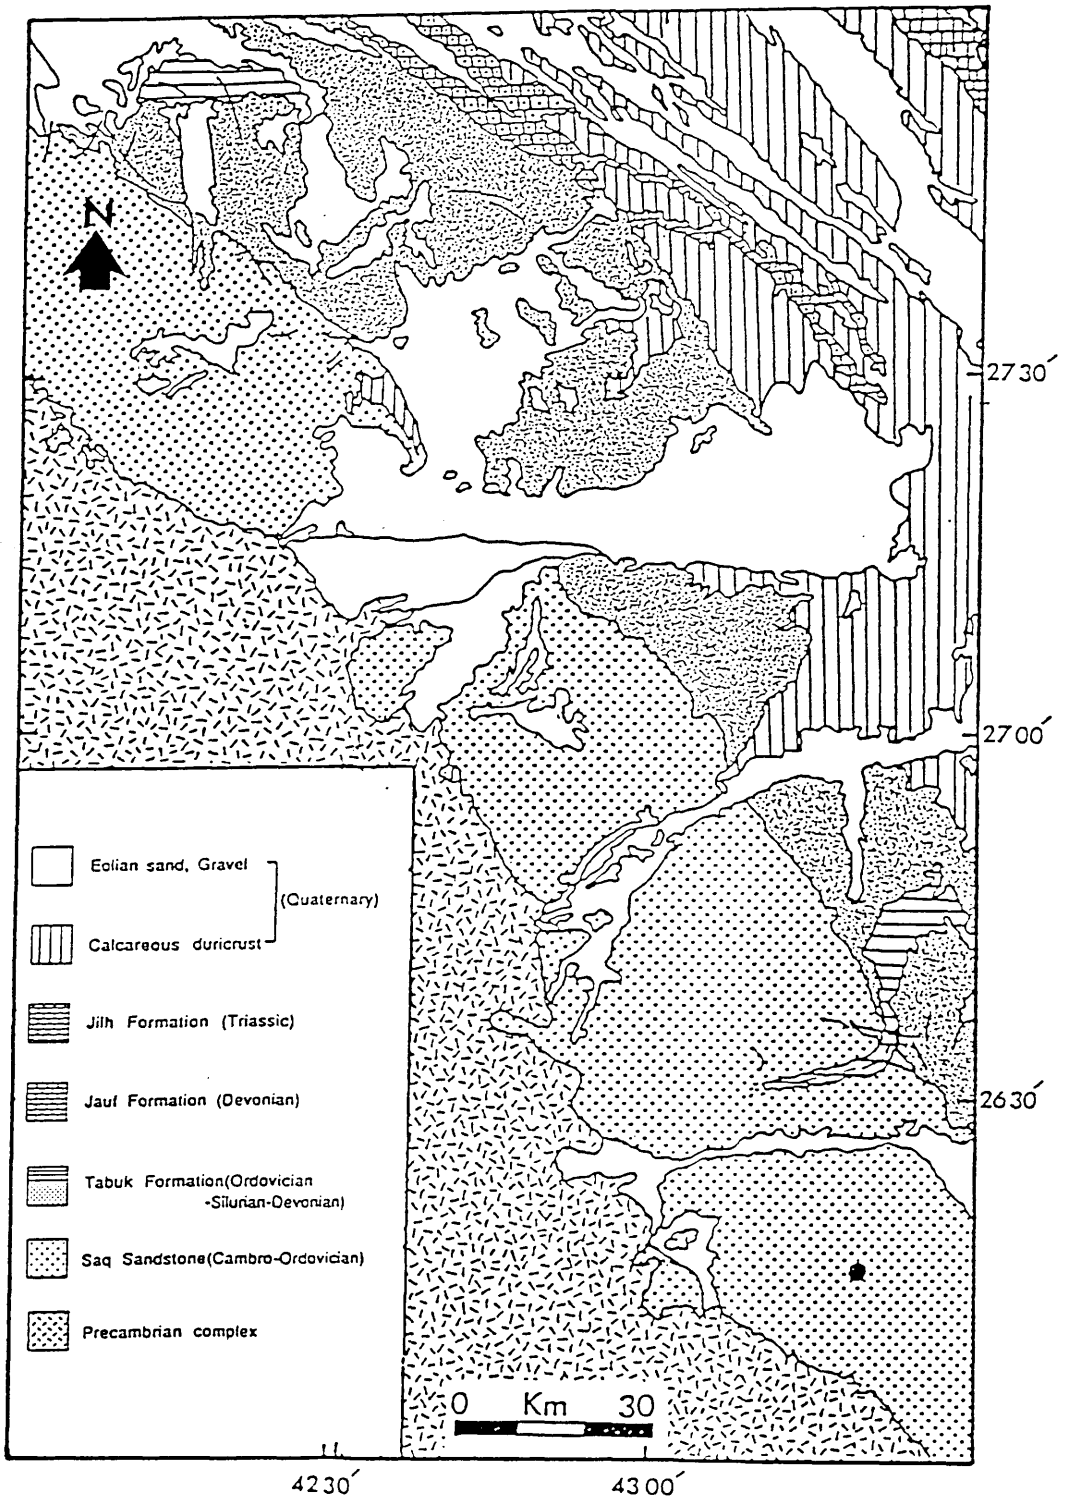 N
27 30′
27 00′
Eolian sand, Gravel
(Quaternary)
Calcareous duricrust
Jilh Formation (Triassic)
Jauf Formation (Devonian)
26 30′
Tabuk Formation(Ordovician
-Silurian-Devonian)
Saq Sandstone(Cambro-Ordovician)
Precambrian complex
0 Km 30
42 30′ 43 00′